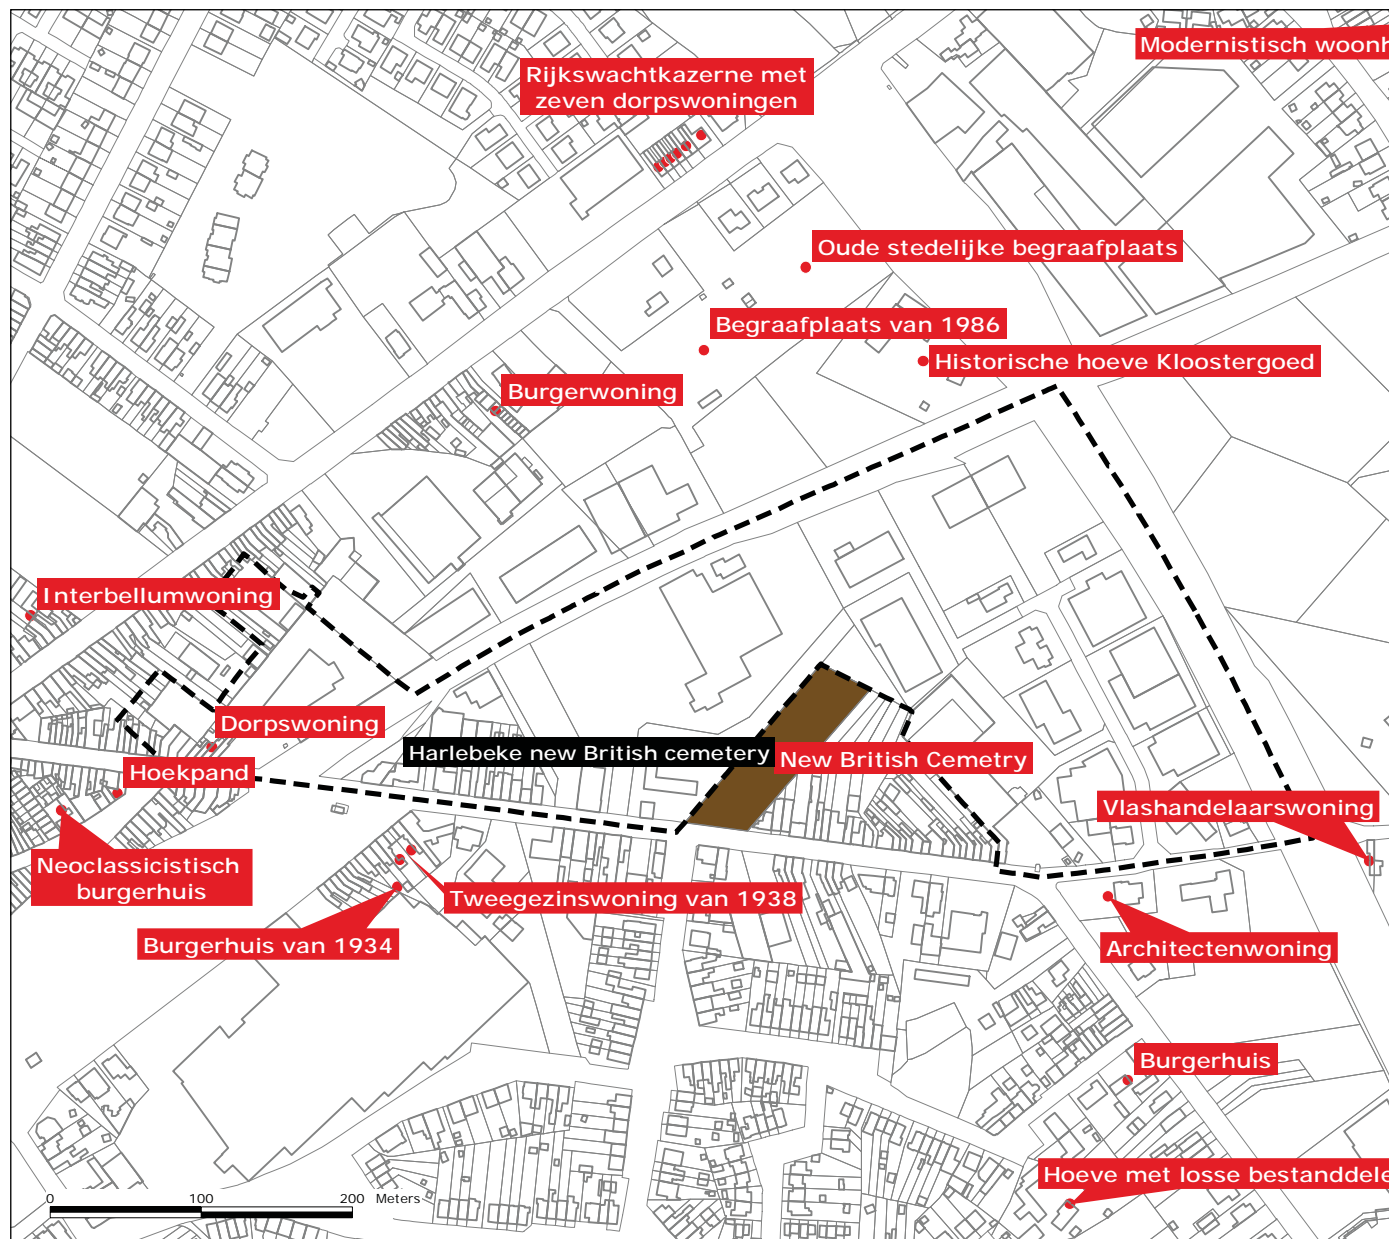 Modernistisch woonh
Rijkswachtkazerne met
zeven dorpswoningen
Oude stedelijke begraafplaats
Begraafplaats van 1986
Historische hoeve Kloostergoed
Burgerwoning
Interbellumwoning
Dorpswoning
Harlebeke new British cemetery
New British Cemetry
Hoekpand
Vlashandelaarswoning
Neoclassicistisch
burgerhuis
Tweegezinswoning van 1938
Burgerhuis van 1934
Architectenwoning
Burgerhuis
Hoeve met losse bestanddele
0 100 200 Meters